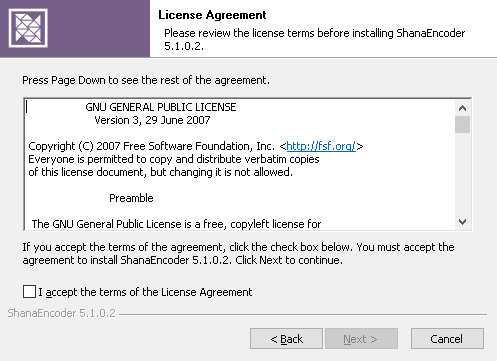 License Agreement
Please review the license terms before installing ShanaEncoder
5.1.0.2.
Press Page Down to see the rest of the agreement.
GNU GENERAL PUBLIC LICENSE
Version 3, 29 June 2007
Copyright (C) 2007 Free Software Foundation, Inc. <http://fsf.org/>
Everyone is permitted to copy and distribute verbatim copies
of this license document, but changing it is not allowed.
Preamble
The GNU General Public License is a free, copyleft license for
If you accept the terms of the agreement, click the check box below. You must accept the
agreement to install ShanaEncoder 5.1.0.2. Click Next to continue.
I accept the terms of the License Agreement
ShanaEncoder 5.1.0.2
< Back
Next >
Cancel